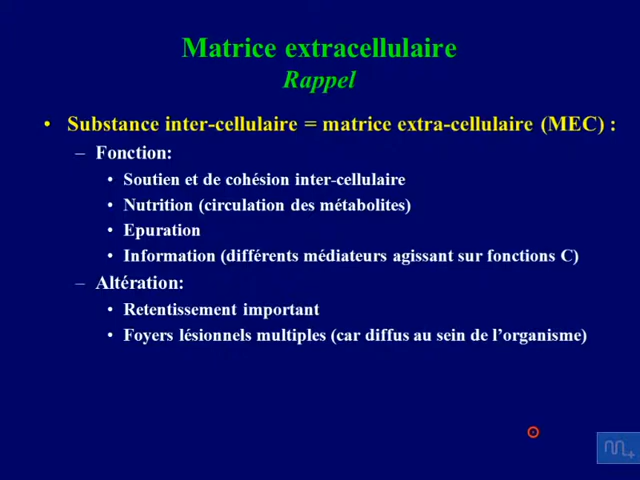 Matrice extracellulaire
Rappel
• Substance inter-cellulaire = matrice extra-cellulaire (MEC) :
– Fonction:
• Soutien et de cohésion inter-cellulaire
• Nutrition (circulation des métabolites)
• Epuration
• Information (différents médiateurs agissant sur fonctions C)
– Altération:
• Retentissement important
• Foyers lésionnels multiples (car diffus au sein de l’organisme)